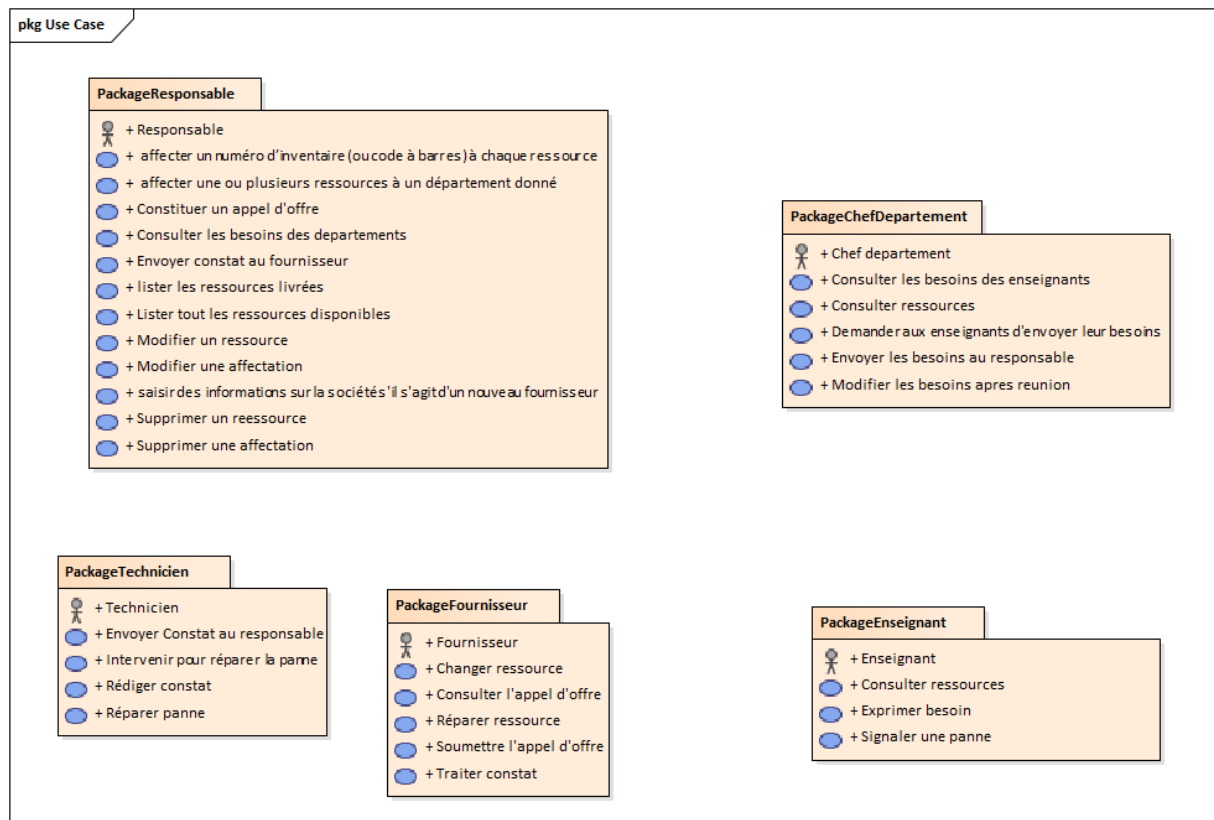 pkg Use Case
PackageResponsable
+ Responsable
+ affecter un numéro d'inventaire (ou code à barres) à chaque ressource
+ affecter une ou plusieurs ressources à un département donné
+ Constituer un appel d'offre
+ Consulter les besoins des departements
+ Envoyer constat au fournisseur
+ lister les ressources livrées
+ Lister tout les ressources disponibles
+ Modifier un ressource
+ Modifier une affectation
+ saisir des informations sur la sociétés 'il s'agit d'un nouveau fournisseur
+ Supprimer un reessource
+ Supprimer une affectation
PackageChefDepartement
+ Chef departement
+ Consulter les besoins des enseignants
+ Consulter ressources
+ Demander aux enseignants d'envoyer leur besoins
+ Envoyer les besoins au responsable
+ Modifier les besoins apres reunion
PackageTechnicien
+ Technicien
+ Envoyer Constat au responsable
+ Intervenir pour réparer la panne
+ Rédiger constat
+ Réparer panne
PackageFournisseur
+ Fournisseur
+ Changer ressource
+ Consulter l'appel d'offre
+ Réparer ressource
+ Soumettre l'appel d'offre
+ Traiter constat
PackageEnseignant
+ Enseignant
+ Consulter ressources
+ Exprimer besoin
+ Signaler une panne